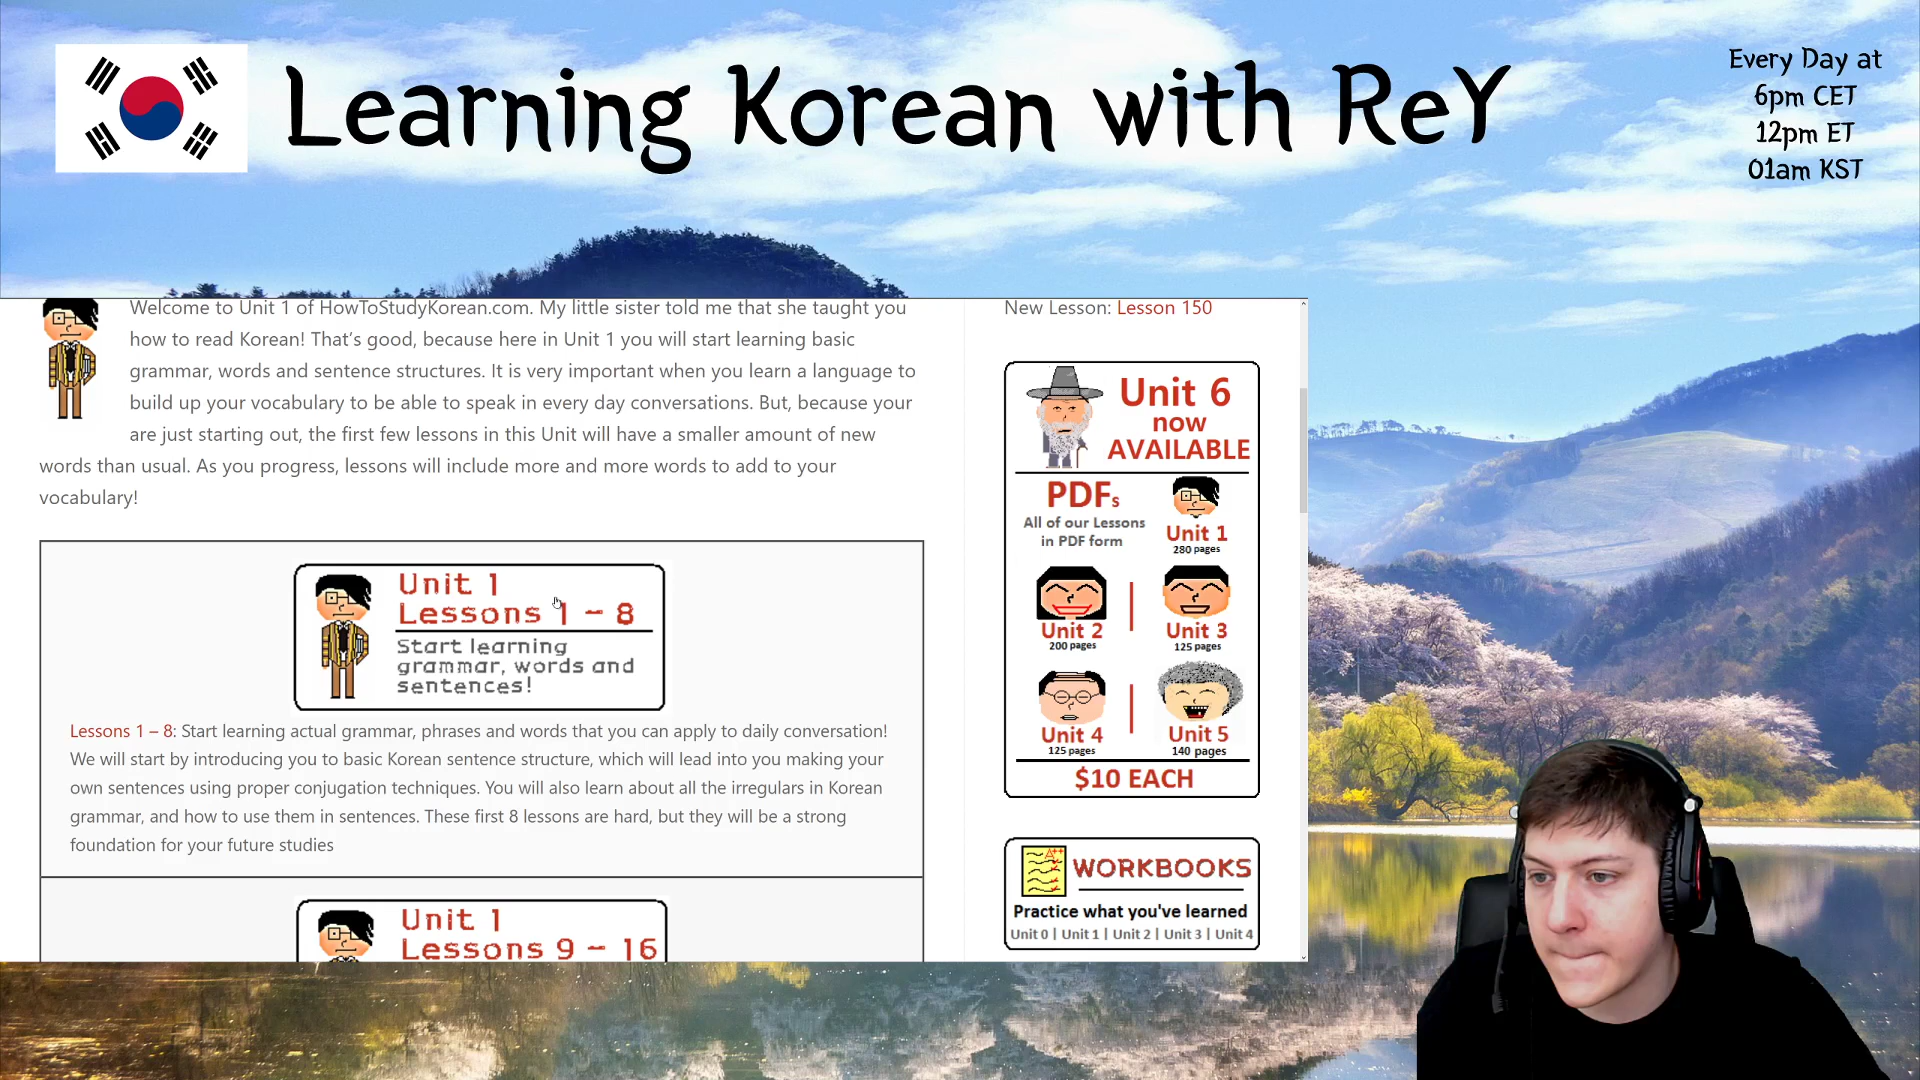 Learning Korean with ReY
Every Day at
6pm CET
12pm ET
01am KST
Welcome to Unit 1 of HowToStudyKorean.com. My little sister told me that she taught you
how to read Korean! That's good, because here in Unit 1 you will start learning basic
grammar, words and sentence structures. It is very important when you learn a language to
build up your vocabulary to be able to speak in every day conversations. But, because your
are just starting out, the first few lessons in this Unit will have a smaller amount of new
words than usual. As you progress, lessons will include more and more words to add to your
vocabulary!
Unit 1
Lessons 1 – 8
Start learning
grammar, words and
sentences!
Lessons 1 – 8: Start learning actual grammar, phrases and words that you can apply to daily conversation!
We will start by introducing you to basic Korean sentence structure, which will lead into you making your
own sentences using proper conjugation techniques. You will also learn about all the irregulars in Korean
grammar, and how to use them in sentences. These first 8 lessons are hard, but they will be a strong
foundation for your future studies
Unit 1
Lessons 9 – 16
New Lesson: Lesson 150
Unit 6
now
AVAILABLE
PDFs
All of our Lessons
in PDF form
Unit 1
280 pages
Unit 2
200 pages
Unit 3
125 pages
Unit 4
125 pages
Unit 5
140 pages
$10 EACH
A++
WORKBOOKS
Practice what you've learned
Unit 0 | Unit 1 | Unit 2 | Unit 3 | Unit 4